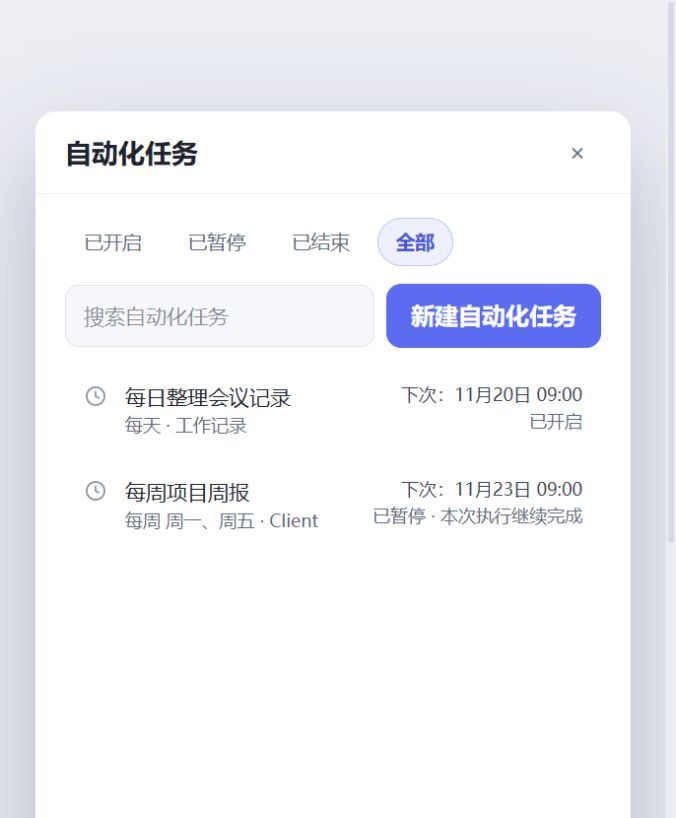 自动化任务 ×
已开启 已暂停 已结束 全部
搜索自动化任务 新建自动化任务
每日整理会议记录 下次：11月20日 09:00
每天 · 工作记录 已开启
每周项目周报 下次：11月23日 09:00
每周 周一、周五 · Client 已暂停 · 本次执行继续完成